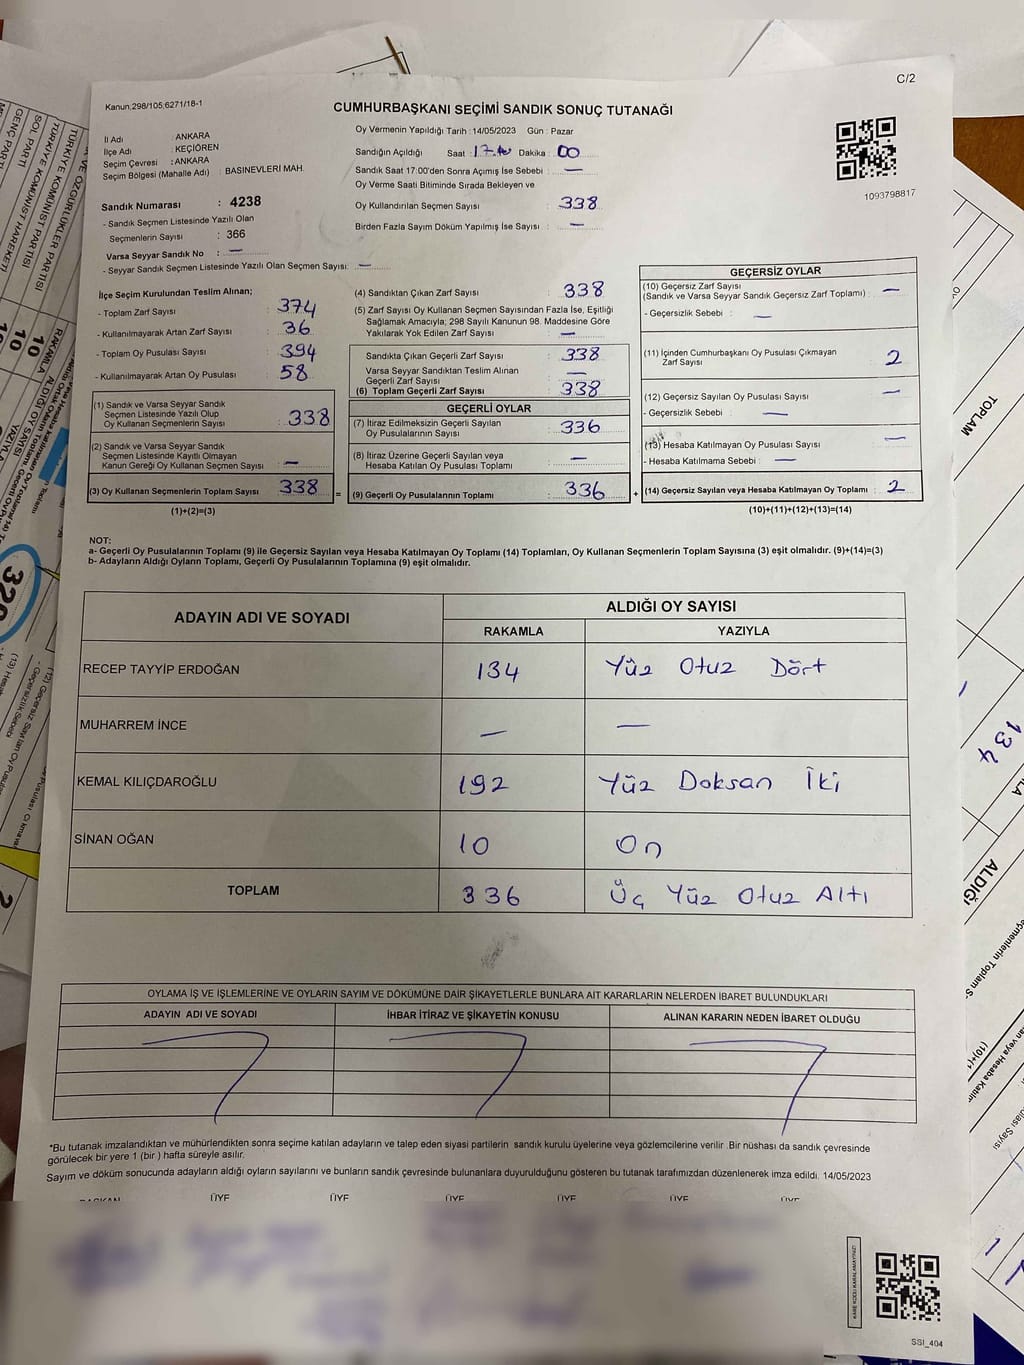 C/2
Kanun:298/105;6271/18-1
CUMHURBAŞKANI SEÇİMİ SANDIK SONUÇ TUTANAĞI
1093798817
İl Adı : ANKARA
İlçe Adı : KEÇİÖREN
Seçim Çevresi : ANKARA
Seçim Bölgesi (Mahalle Adı) : BASINEVLERİ MAH.
Sandık Numarası : 4238
- Sandık Seçmen Listesinde Yazılı Olan
Seçmenlerin Sayısı : 366
Varsa Seyyar Sandık No : —
- Seyyar Sandık Seçmen Listesinde Yazılı Olan Seçmen Sayısı: —
Oy Vermenin Yapıldığı Tarih : 14/05/2023 Gün : Pazar
Sandığın Açıldığı Saat : Dakika : 00
Sandık Saat 17:00'den Sonra Açımış İse Sebebi : —
Oy Verme Saati Bitiminde Sırada Bekleyen ve
Oy Kullandırılan Seçmen Sayısı : 338
Birden Fazla Sayım Döküm Yapılmış İse Sayısı : —
İlçe Seçim Kurulundan Teslim Alınan;
- Toplam Zarf Sayısı : 374
- Kullanılmayarak Artan Zarf Sayısı : 36
- Toplam Oy Pusulası Sayısı : 394
- Kullanılmayarak Artan Oy Pusulası : 58
(1) Sandık ve Varsa Seyyar Sandık
Seçmen Listesinde Yazılı Olup
Oy Kullanan Seçmen Sayısı : 338
(2) Sandık ve Varsa Seyyar Sandık
Seçmen Listesinde Kayıtlı Olmayan
Kanun Gereği Oy Kullanan Seçmen Sayısı : —
(3) Oy Kullanan Seçmenlerin Toplam Sayısı : 338
(1)+(2)=(3)
=
(4) Sandıktan Çıkan Zarf Sayısı : 338
(5) Zarf Sayısı Oy Kullanan Seçmen Sayısından Fazla İse, Eşitliği
Sağlamak Amacıyla; 298 Sayılı Kanunun 98. Maddesine Göre
Yakılarak Yok Edilen Zarf Sayısı : —
Sandıkta Çıkan Geçerli Zarf Sayısı : 338
Varsa Seyyar Sandıktan Teslim Alınan
Geçerli Zarf Sayısı : —
(6) Toplam Geçerli Zarf Sayısı : 338
GEÇERLİ OYLAR
(7) İtiraz Edilmeksizin Geçerli Sayılan
Oy Pusulalarının Sayısı : 336
(8) İtiraz Üzerine Geçerli Sayılan veya
Hesaba Katılan Oy Pusulası Toplamı : —
(9) Geçerli Oy Pusulalarının Toplamı : 336
+
GEÇERSİZ OYLAR
(10) Geçersiz Zarf Sayısı
(Sandık ve Varsa Seyyar Sandık Geçersiz Zarf Toplamı) : —
- Geçersizlik Sebebi : —
(11) İçinden Cumhurbaşkanı Oy Pusulası Çıkmayan
Zarf Sayısı : 2
(12) Geçersiz Sayılan Oy Pusulası Sayısı : —
- Geçersizlik Sebebi : —
(13) Hesaba Katılmayan Oy Pusulası Sayısı : —
- Hesaba Katılmama Sebebi : —
(14) Geçersiz Sayılan veya Hesaba Katılmayan Oy Toplamı : 2
(10)+(11)+(12)+(13)=(14)
NOT:
a- Geçerli Oy Pusulalarının Toplamı (9) ile Geçersiz Sayılan veya Hesaba Katılmayan Oy Toplamı (14) Toplamları, Oy Kullanan Seçmenlerin Toplam Sayısına (3) eşit olmalıdır. (9)+(14)=(3)
b- Adayların Aldığı Oyların Toplamı, Geçerli Oy Pusulalarının Toplamına (9) eşit olmalıdır.
ADAYIN ADI VE SOYADI ALDIĞI OY SAYISI
RAKAMLA YAZIYLA
RECEP TAYYİP ERDOĞAN 134 Yüz Otuz Dört
MUHARREM İNCE — —
KEMAL KILIÇDAROĞLU 192 Yüz Doksan İki
SİNAN OĞAN 10 On
TOPLAM 336 Üç Yüz Otuz Altı
OYLAMA İŞ VE İŞLEMLERİNE VE OYLARIN SAYIM VE DÖKÜMÜNE DAİR ŞİKAYETLERLE BUNLARA AİT KARARLARIN NELERDEN İBARET BULUNDUKLARI
ADAYIN ADI VE SOYADI İHBAR İTİRAZ VE ŞİKAYETİN KONUSU ALINAN KARARIN NEDEN İBARET OLDUĞU
*Bu tutanak imzalandıktan ve mühürlendikten sonra seçime katılan adayların ve talep eden siyasi partilerin sandık kurulu üyelerine veya gözlemcilerine verilir. Bir nüshası da sandık çevresinde
görülecek bir yere 1 (bir ) hafta süreyle asılır.
Sayım ve döküm sonucunda adayların aldığı oyların sayılarını ve bunların sandık çevresinde bulunanlara duyurulduğunu gösteren bu tutanak tarafımızdan düzenlenerek imza edildi. 14/05/2023
BAŞKAN ÜYE ÜYE ÜYE ÜYE ÜYE ÜYE
SSI_404
TOPLAM
134
ALDIĞI
320